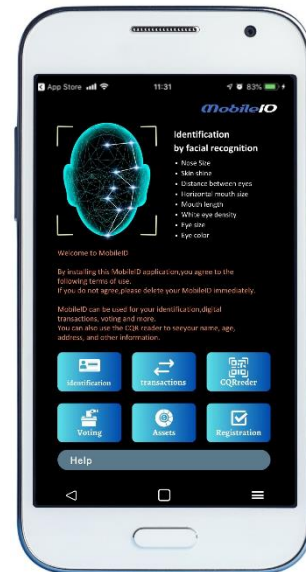 App Store
11:31
83%
MobileIO
Identification
by facial recognition
• Nose Size
• Skin shine
• Distance between eyes
• Horizontal mouth size
• Mouth length
• White eye density
• Eye size
• Eye color
Welcome to MobileID
By installing this MobileID application,you agree to the
following terms of use.
If you do not agree,please delete your MobileID immediately.
MobileID can be used for your identification,digital
transactions, voting and more.
You can also use the CQR reader to seeyour name, age,
address, and other information.
identification
transactions
CQRreder
Voting
Assets
Registration
Help